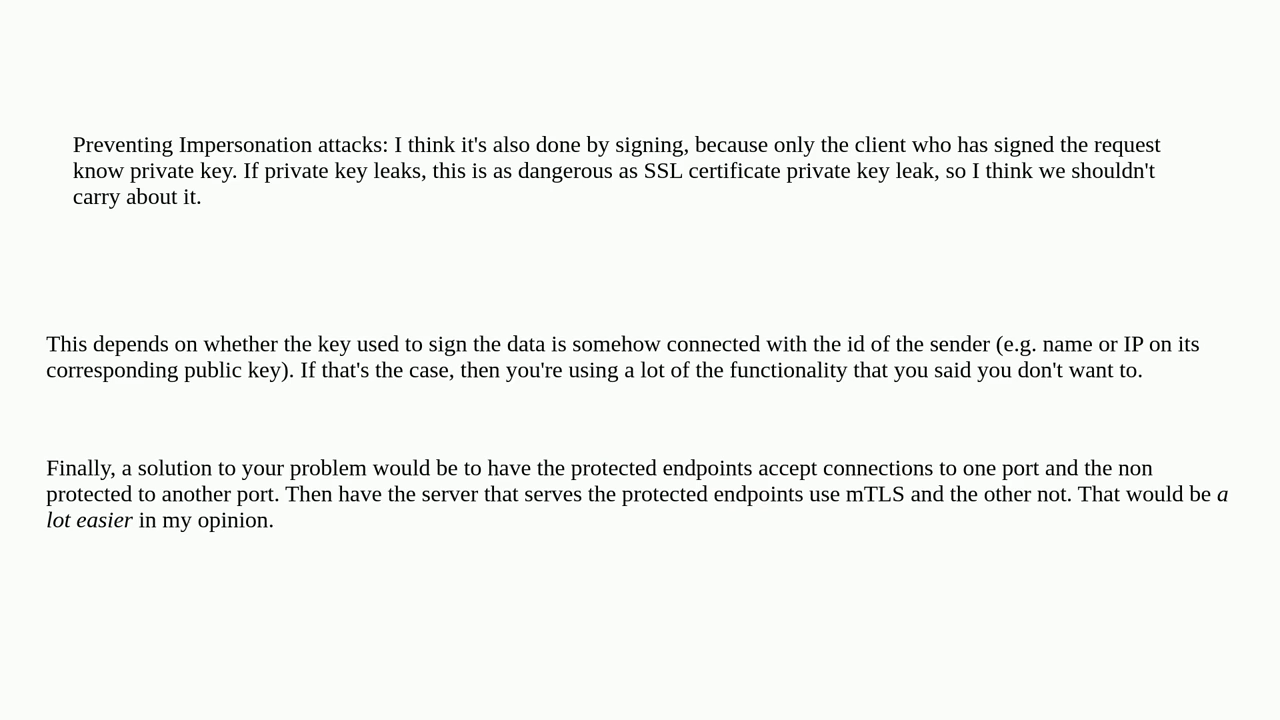 Preventing Impersonation attacks: I think it's also done by signing, because only the client who has signed the request
know private key. If private key leaks, this is as dangerous as SSL certificate private key leak, so I think we shouldn't
carry about it.
This depends on whether the key used to sign the data is somehow connected with the id of the sender (e.g. name or IP on its
corresponding public key). If that's the case, then you're using a lot of the functionality that you said you don't want to.
Finally, a solution to your problem would be to have the protected endpoints accept connections to one port and the non
protected to another port. Then have the server that serves the protected endpoints use mTLS and the other not. That would be a
lot easier in my opinion.